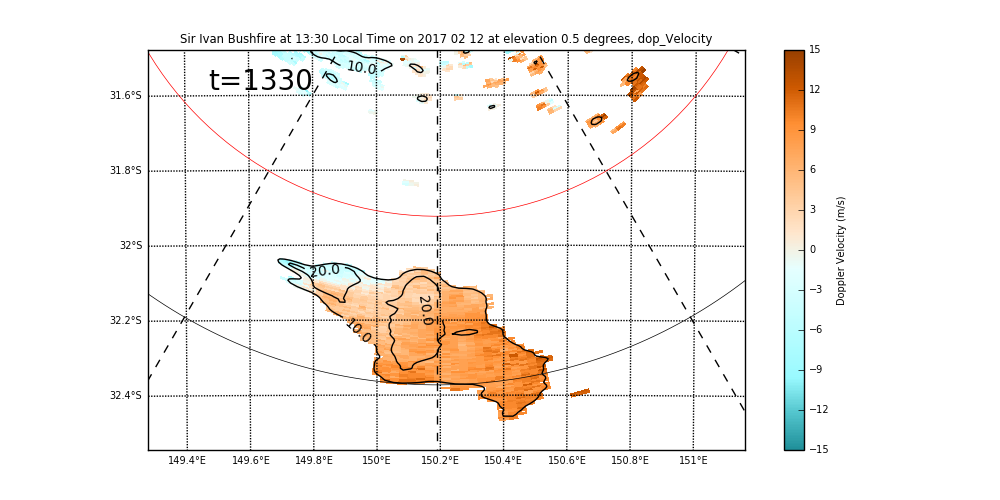 Sir Ivan Bushfire at 13:30 Local Time on 2017 02 12 at elevation 0.5 degrees, dop_Velocity
t=1330
10.0
20.0
20.0
10.0
31.6°S
31.8°S
32°S
32.2°S
32.4°S
149.4°E 149.6°E 149.8°E 150°E 150.2°E 150.4°E 150.6°E 150.8°E 151°E
15
12
9
6
3
0
−3
−6
−9
−12
−15
Doppler Velocity (m/s)